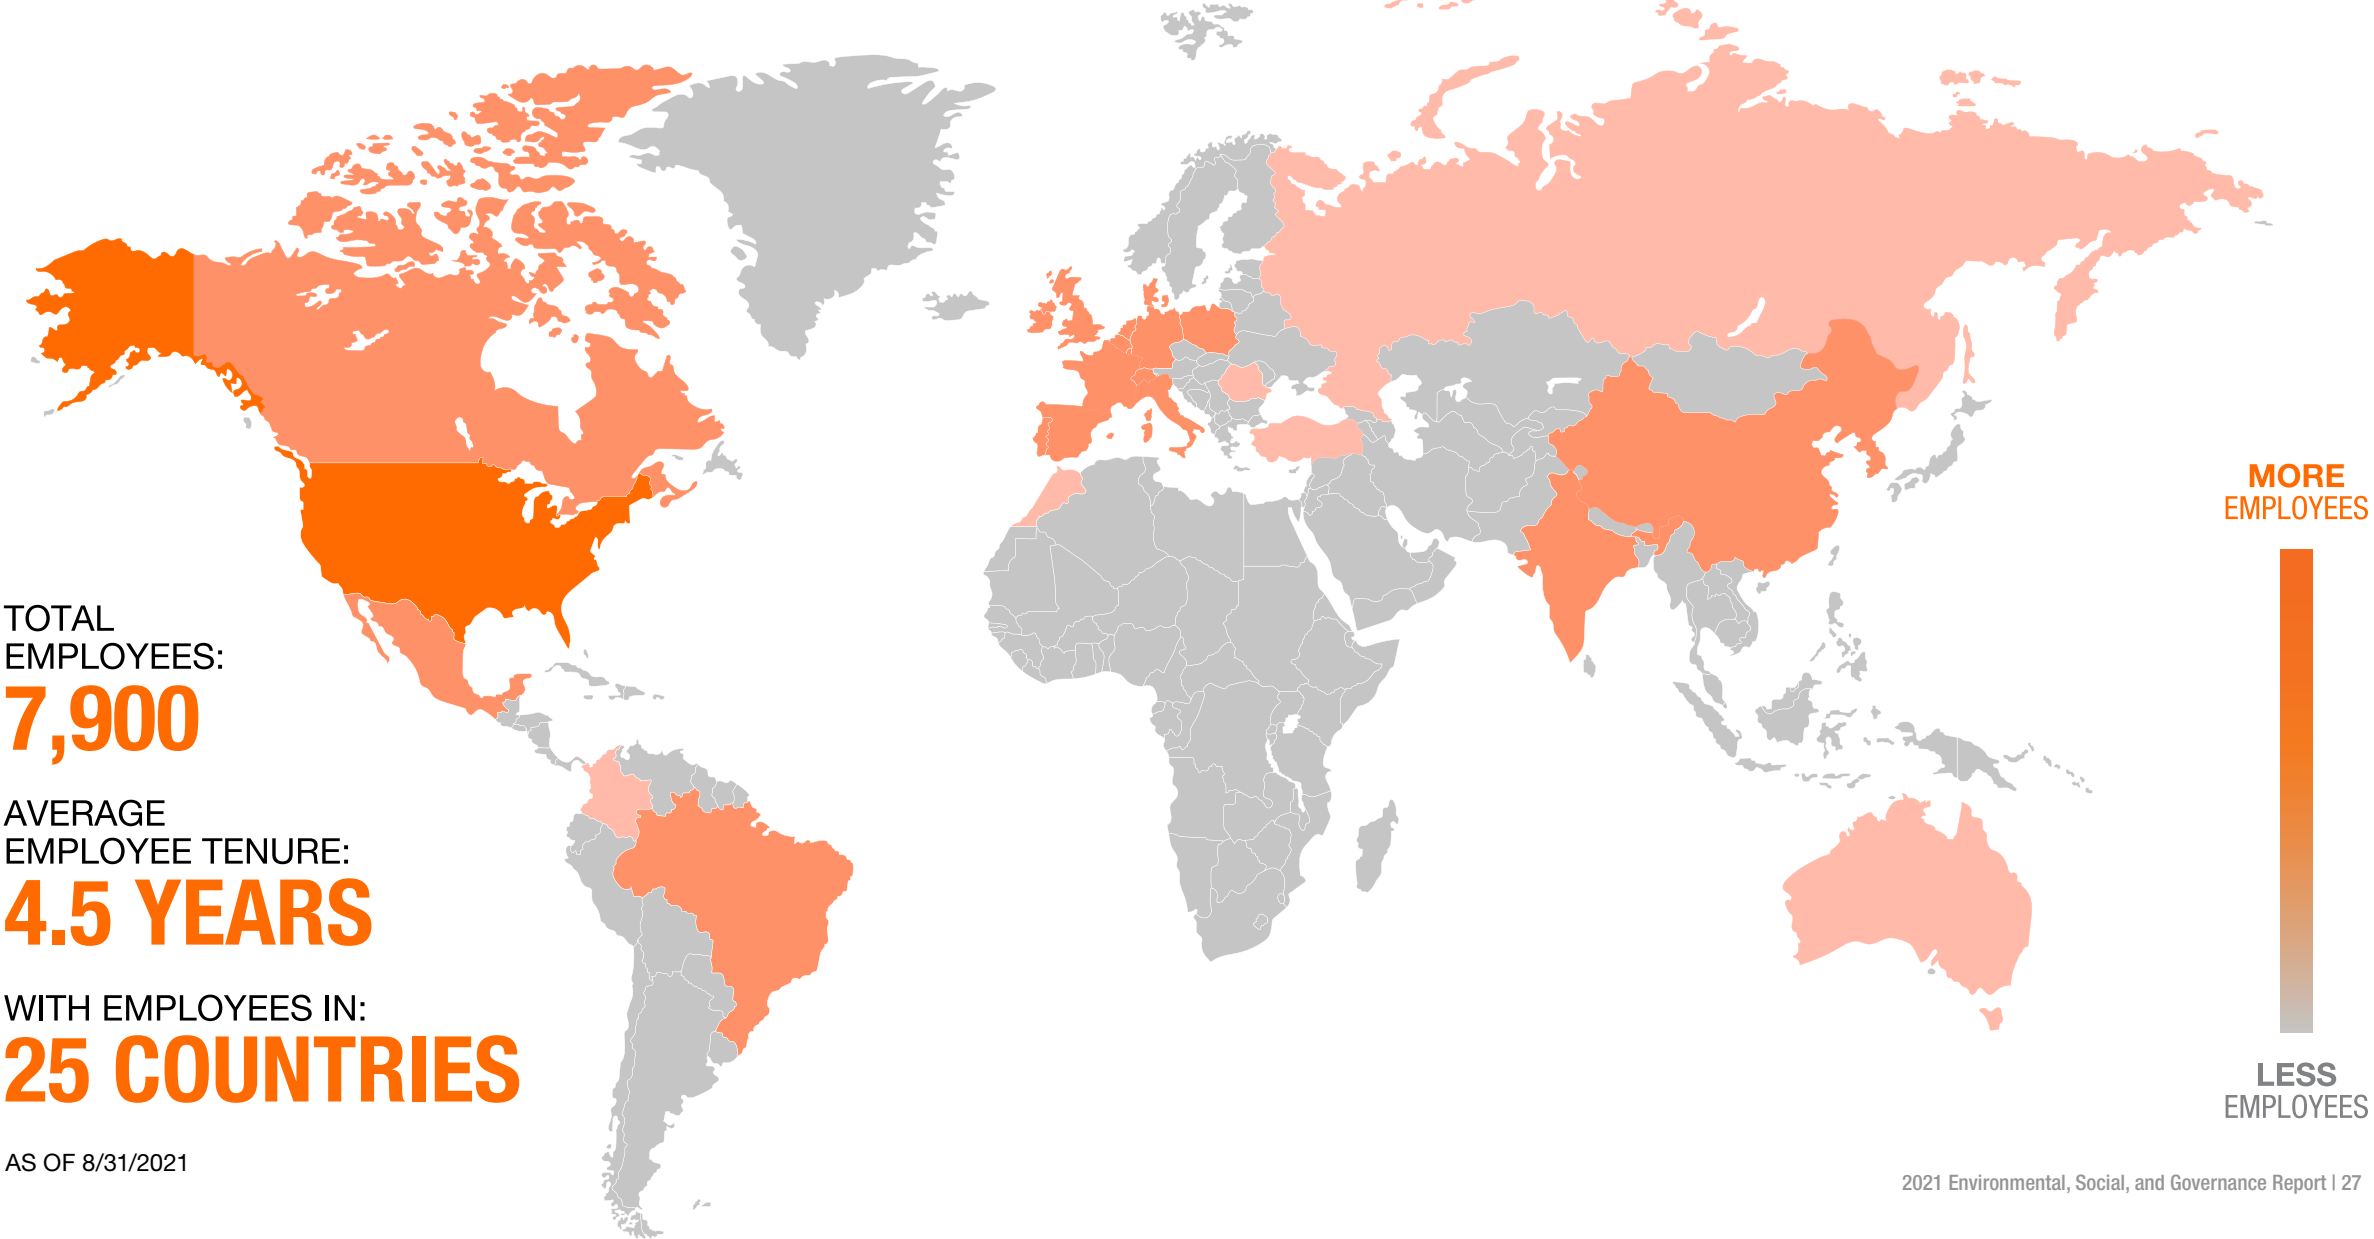 TOTAL
EMPLOYEES:
7,900
AVERAGE
EMPLOYEE TENURE:
4.5 YEARS
WITH EMPLOYEES IN:
25 COUNTRIES
AS OF 8/31/2021
MORE
EMPLOYEES
LESS
EMPLOYEES
2021 Environmental, Social, and Governance Report | 27